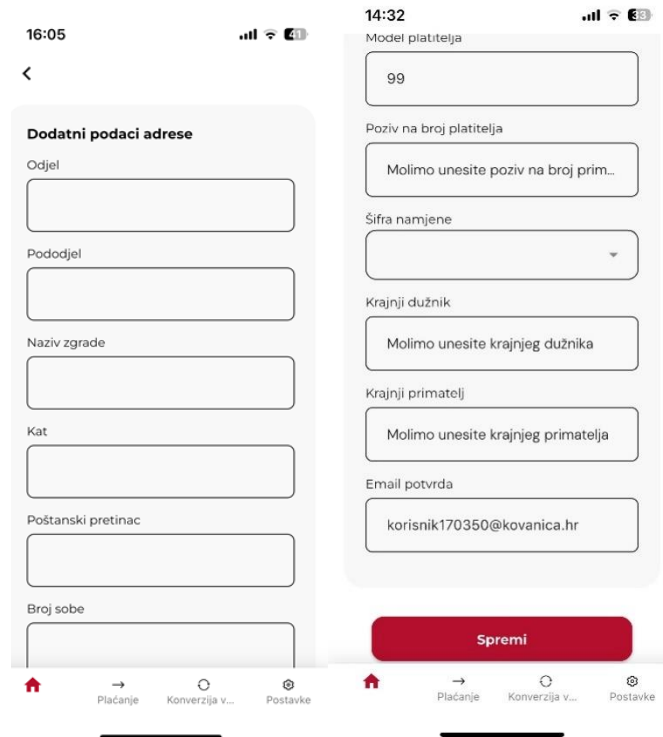 16:05
41
Dodatni podaci adrese
Odjel
Pododjel
Naziv zgrade
Kat
Poštanski pretinac
Broj sobe
Plaćanje
Konverzija v...
Postavke
14:32
33
Model platitelja
99
Poziv na broj platitelja
Molimo unesite poziv na broj prim...
Šifra namjene
Krajnji dužnik
Molimo unesite krajnjeg dužnika
Krajnji primatelj
Molimo unesite krajnjeg primatelja
Email potvrda
korisnik170350@kovanica.hr
Spremi
Plaćanje
Konverzija v...
Postavke